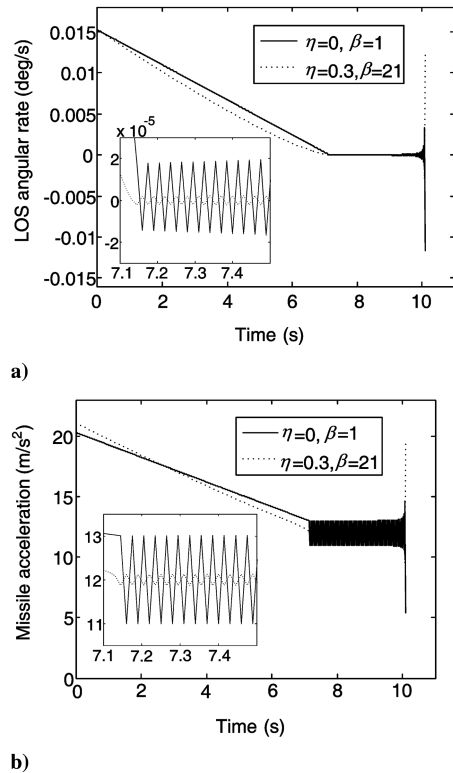 0.015
0.01
0.005
0
-0.005
-0.01
-0.015
LOS angular rate (deg/s)
η=0, β=1
η=0.3,β=21
x 10⁻⁵
2
0
-2
7.1 7.2 7.3 7.4
0 2 4 6 8 10
Time (s)
a)
20
15
10
5
0
Missile acceleration (m/s²)
η=0, β=1
η=0.3,β=21
13
12
11
7.1 7.2 7.3 7.4
0 2 4 6 8 10
Time (s)
b)